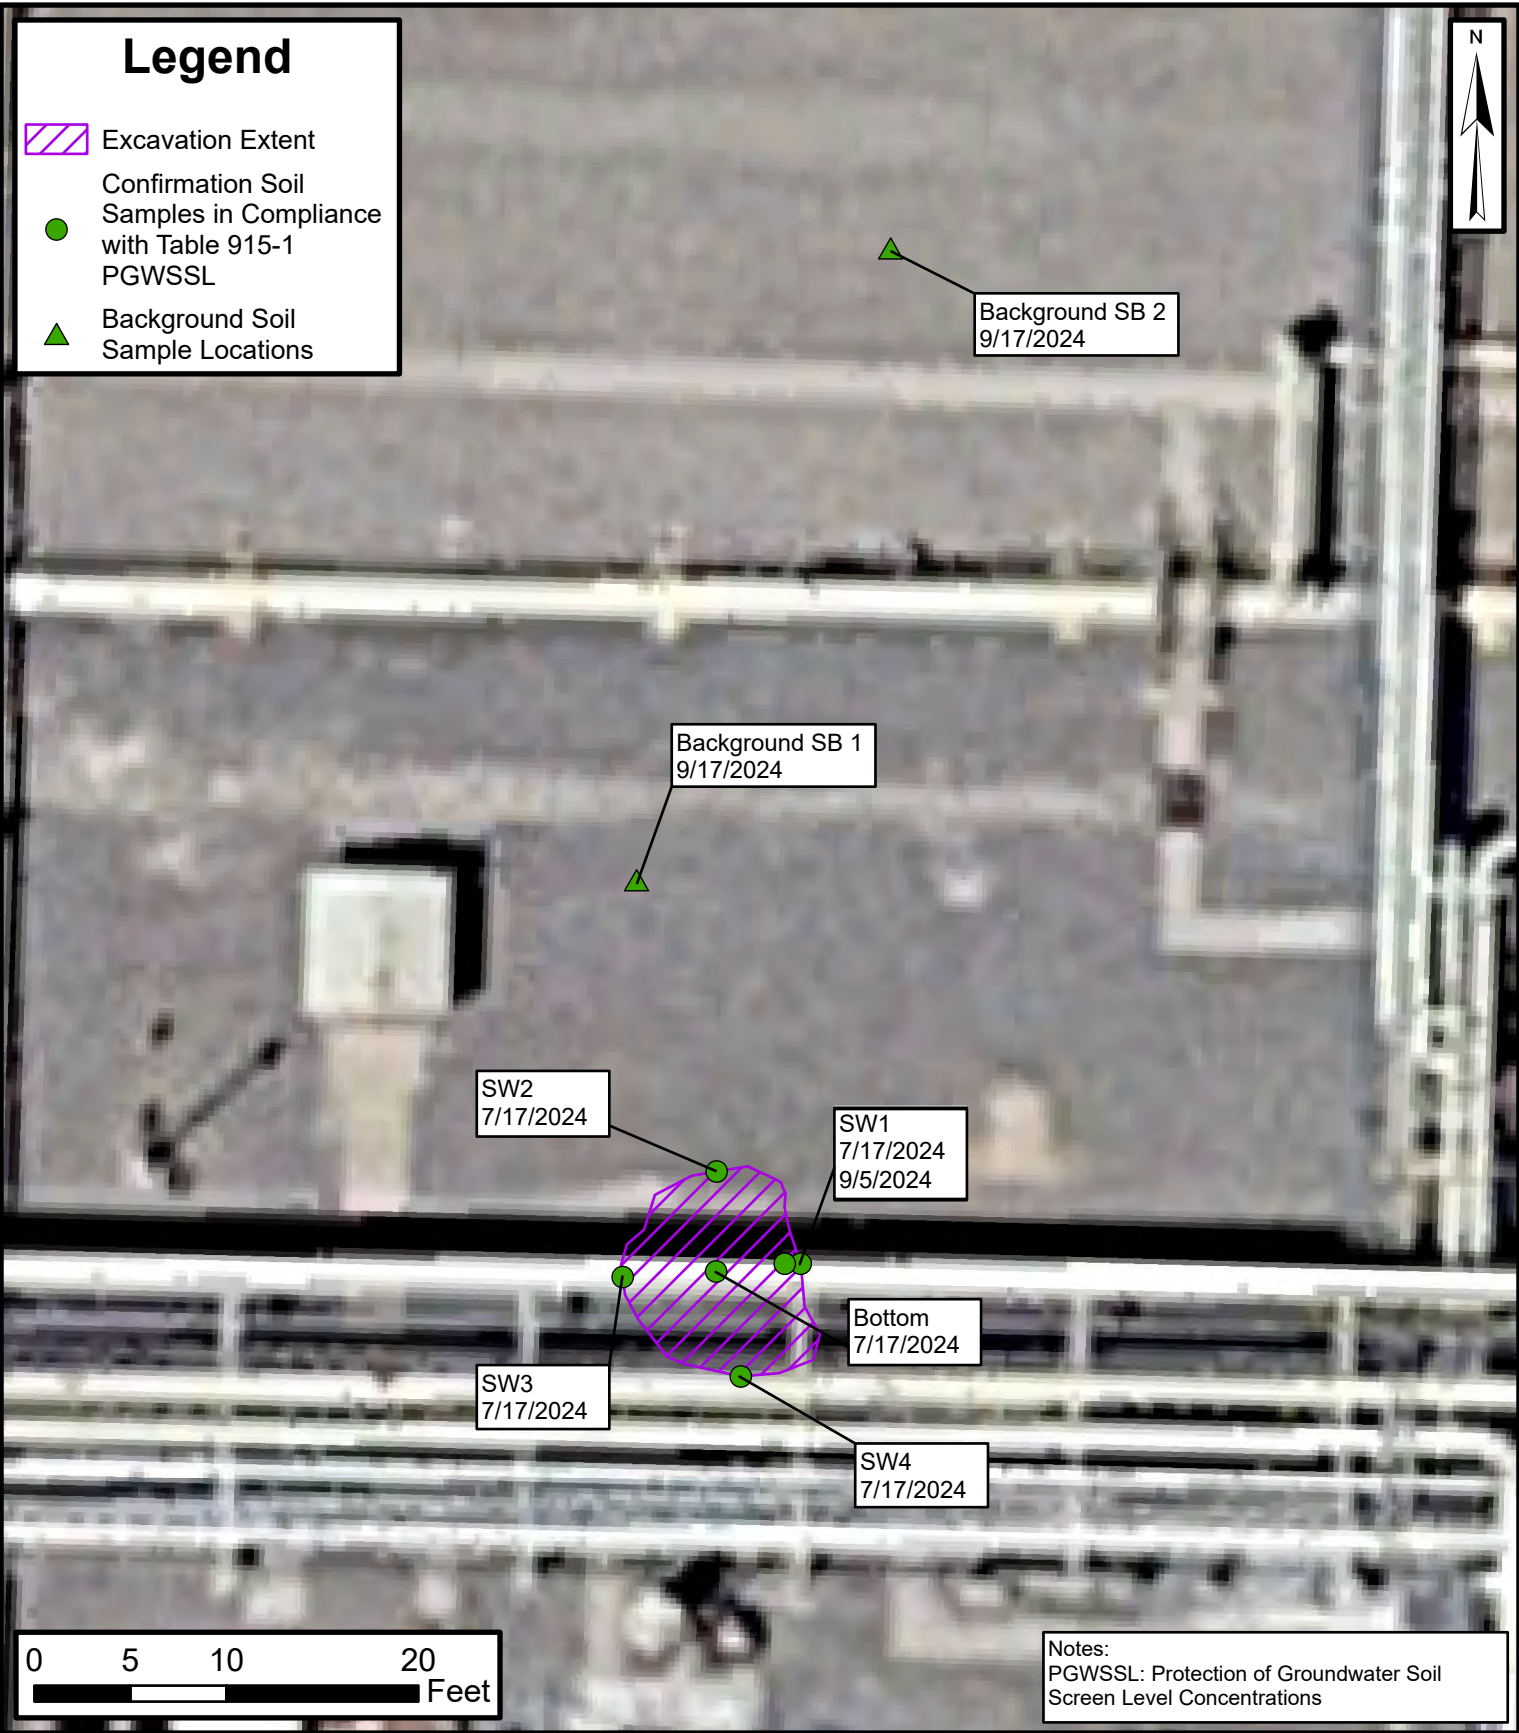 Legend
Excavation Extent
Confirmation Soil
Samples in Compliance
with Table 915-1
PGWSSL
Background Soil
Sample Locations
N
Background SB 2
9/17/2024
Background SB 1
9/17/2024
SW2
7/17/2024
SW1
7/17/2024
9/5/2024
Bottom
7/17/2024
SW3
7/17/2024
SW4
7/17/2024
0 5 10 20
Feet
Notes:
PGWSSL: Protection of Groundwater Soil
Screen Level Concentrations